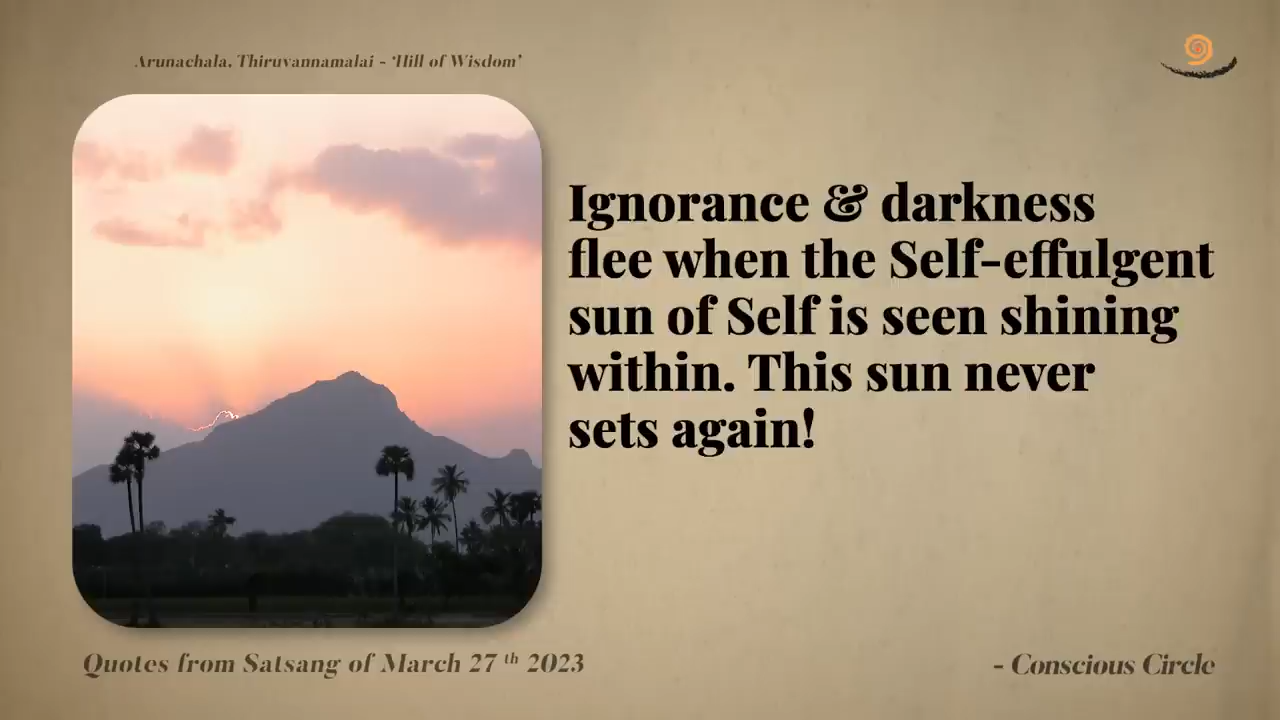 Arunachala, Thiruvannamalai - 'Hill of Wisdom'
Ignorance & darkness
flee when the Self-effulgent
sun of Self is seen shining
within. This sun never
sets again!
Quotes from Satsang of March 27 th 2023
- Conscious Circle